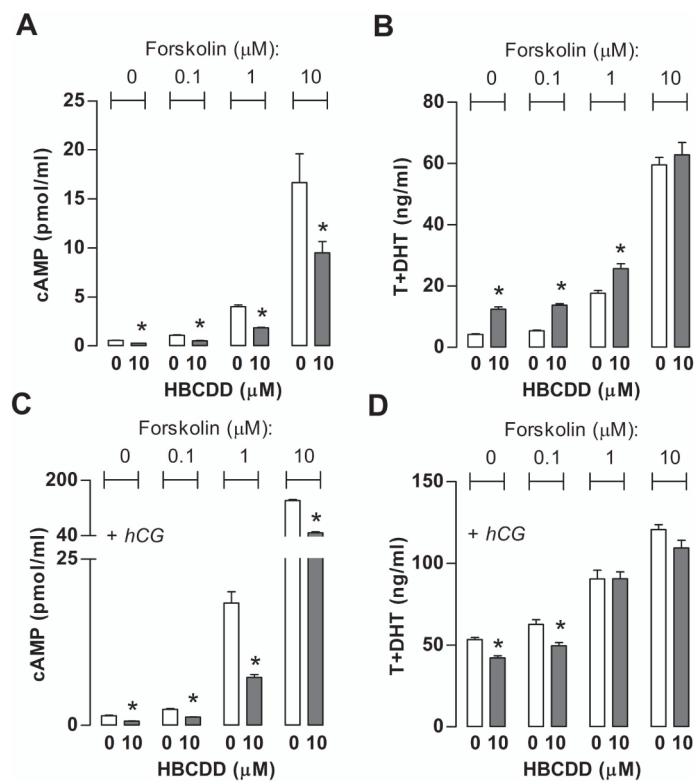 A
Forskolin (μM):
0 0.1 1 10
25
20
15
10
5
0
cAMP (pmol/ml)
* * * *
0 10 0 10 0 10 0 10
HBCDD (μM)
B
Forskolin (μM):
0 0.1 1 10
80
60
40
20
0
T+DHT (ng/ml)
* * *
0 10 0 10 0 10 0 10
HBCDD (μM)
C
Forskolin (μM):
0 0.1 1 10
200
40
25
0
cAMP (pmol/ml)
+ hCG
* * * *
0 10 0 10 0 10 0 10
HBCDD (μM)
D
Forskolin (μM):
0 0.1 1 10
150
100
50
0
T+DHT (ng/ml)
+ hCG
* *
0 10 0 10 0 10 0 10
HBCDD (μM)